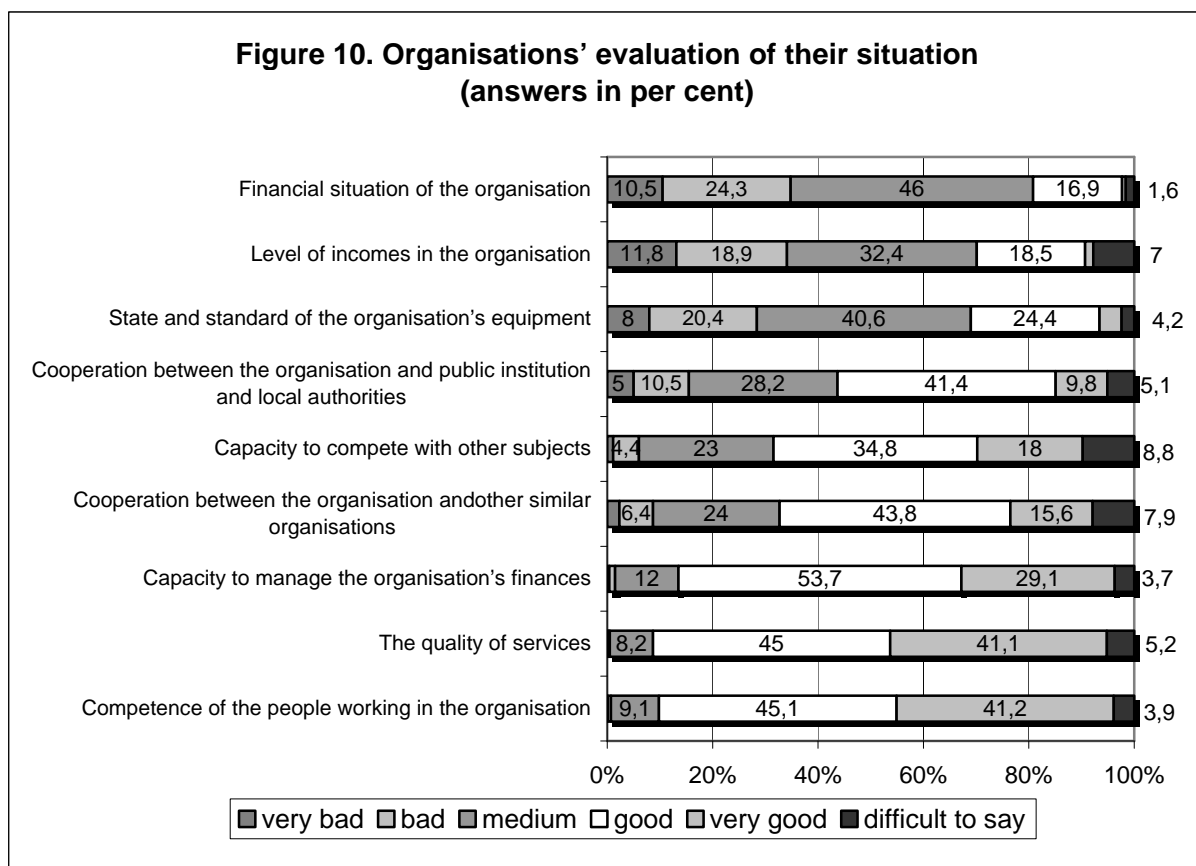 Figure 10. Organisations’ evaluation of their situation
(answers in per cent)
Financial situation of the organisation 10,5 24,3 46 16,9 1,6
Level of incomes in the organisation 11,8 18,9 32,4 18,5 7
State and standard of the organisation’s equipment 8 20,4 40,6 24,4 4,2
Cooperation between the organisation and public institution
and local authorities 5 10,5 28,2 41,4 9,8 5,1
Capacity to compete with other subjects 4,4 23 34,8 18 8,8
Cooperation between the organisation andother similar
organisations 6,4 24 43,8 15,6 7,9
Capacity to manage the organisation’s finances 12 53,7 29,1 3,7
The quality of services 8,2 45 41,1 5,2
Competence of the people working in the organisation 9,1 45,1 41,2 3,9
0% 20% 40% 60% 80% 100%
very bad bad medium good very good difficult to say